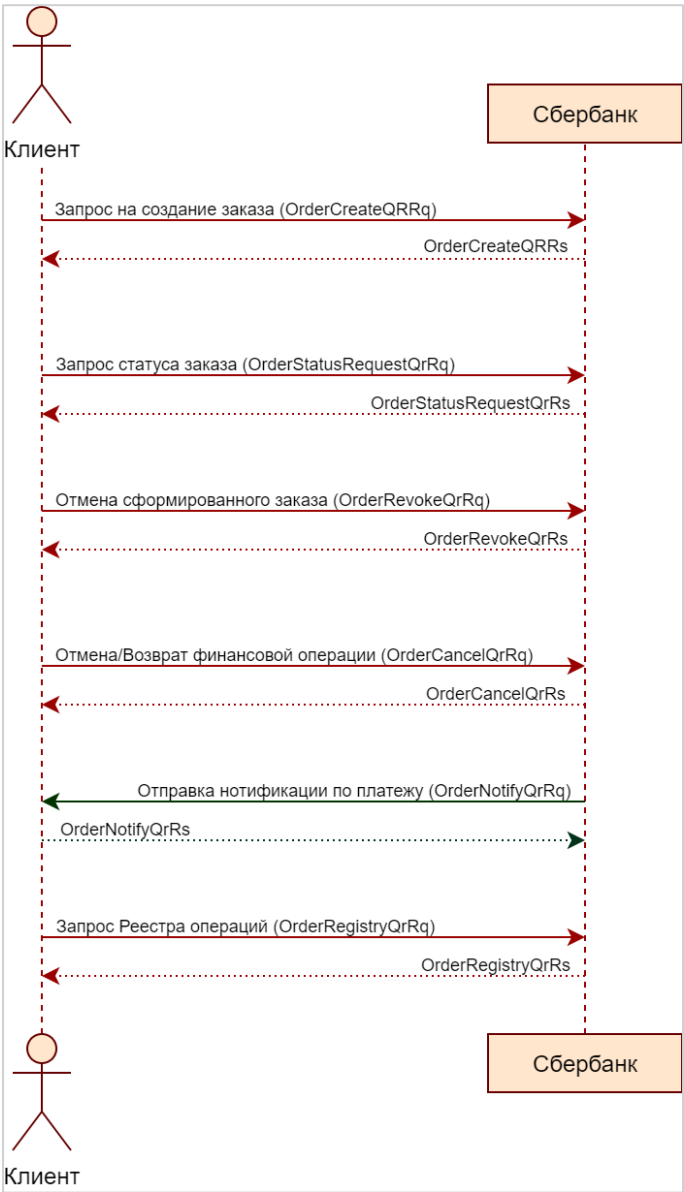 Клиент
Сбербанк
Запрос на создание заказа (OrderCreateQRRq)
OrderCreateQRRs
Запрос статуса заказа (OrderStatusRequestQrRq)
OrderStatusRequestQrRs
Отмена сформированного заказа (OrderRevokeQrRq)
OrderRevokeQrRs
Отмена/Возврат финансовой операции (OrderCancelQrRq)
OrderCancelQrRs
Отправка нотификации по платежу (OrderNotifyQrRq)
OrderNotifyQrRs
Запрос Реестра операций (OrderRegistryQrRq)
OrderRegistryQrRs
Сбербанк
Клиент